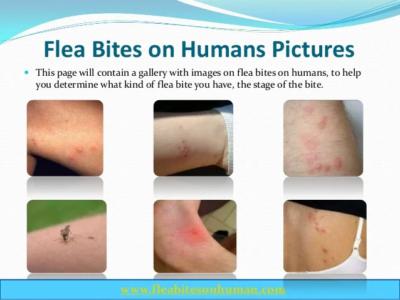 Flea Bites on Humans Pictures
This page will contain a gallery with images on flea bites on humans, to help
you determine what kind of flea bite you have, the stage of the bite.
www.fleabitesonhuman.com